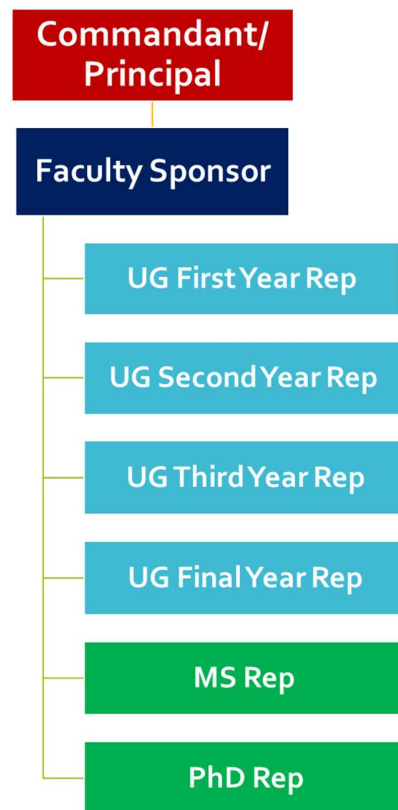 Commandant/
Principal
Faculty Sponsor
UG First Year Rep
UG Second Year Rep
UG Third Year Rep
UG Final Year Rep
MS Rep
PhD Rep